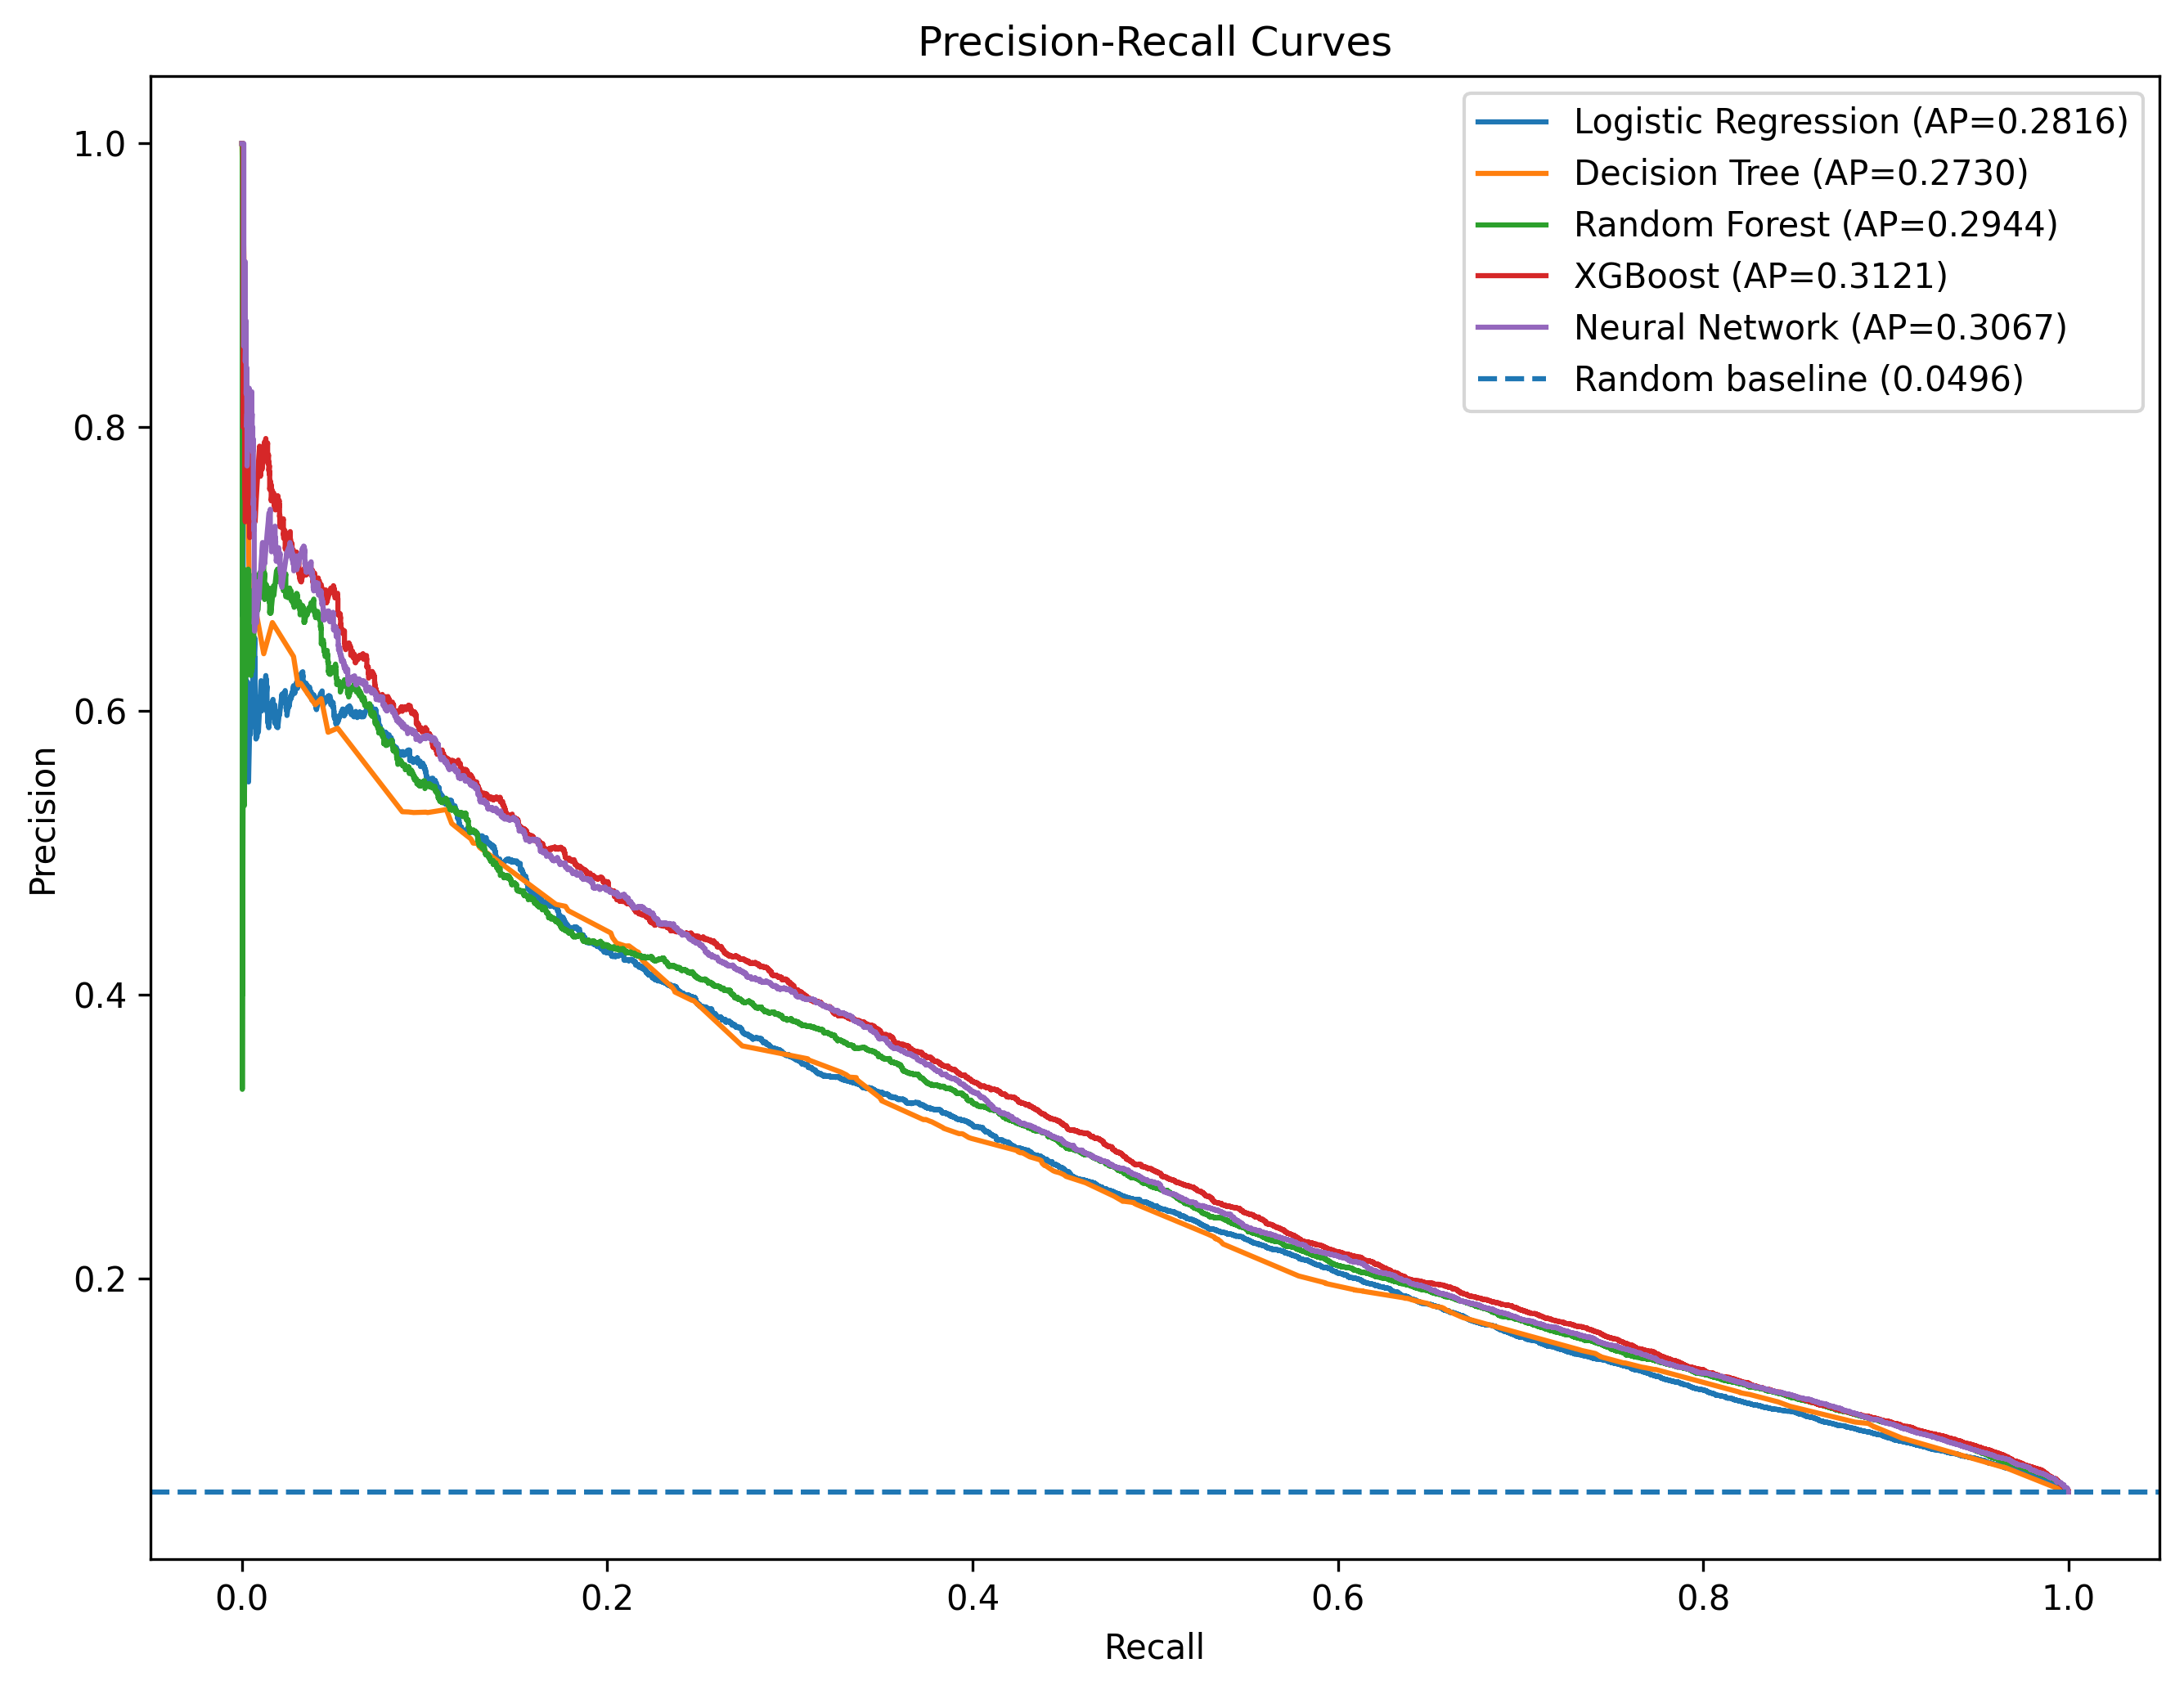 Precision-Recall Curves
Logistic Regression (AP=0.2816)
Decision Tree (AP=0.2730)
Random Forest (AP=0.2944)
XGBoost (AP=0.3121)
Neural Network (AP=0.3067)
Random baseline (0.0496)
Precision
1.0
0.8
0.6
0.4
0.2
0.0 0.2 0.4 0.6 0.8 1.0
Recall